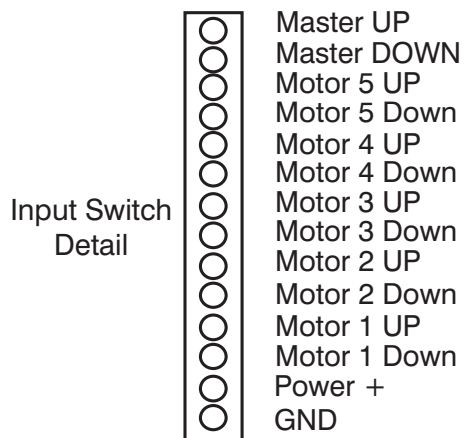 Input Switch
Detail
Master UP
Master DOWN
Motor 5 UP
Motor 5 Down
Motor 4 UP
Motor 4 Down
Motor 3 UP
Motor 3 Down
Motor 2 UP
Motor 2 Down
Motor 1 UP
Motor 1 Down
Power +
GND